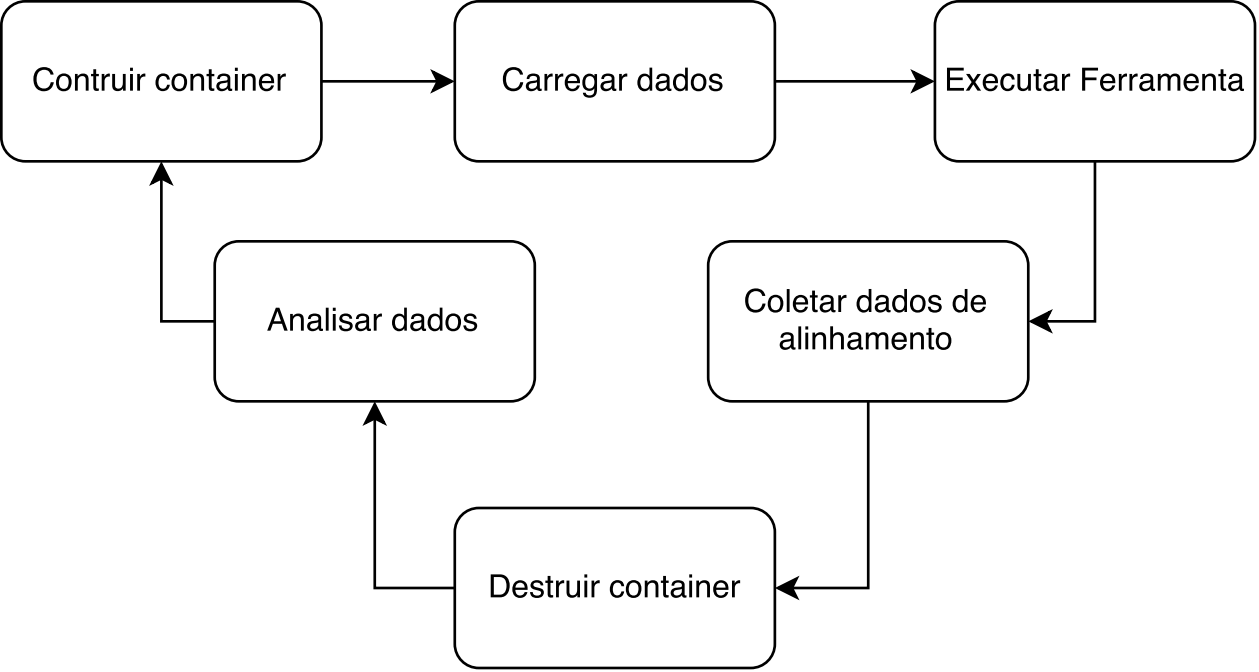 Contruir container
Carregar dados
Executar Ferramenta
Analisar dados
Coletar dados de
alinhamento
Destruir container